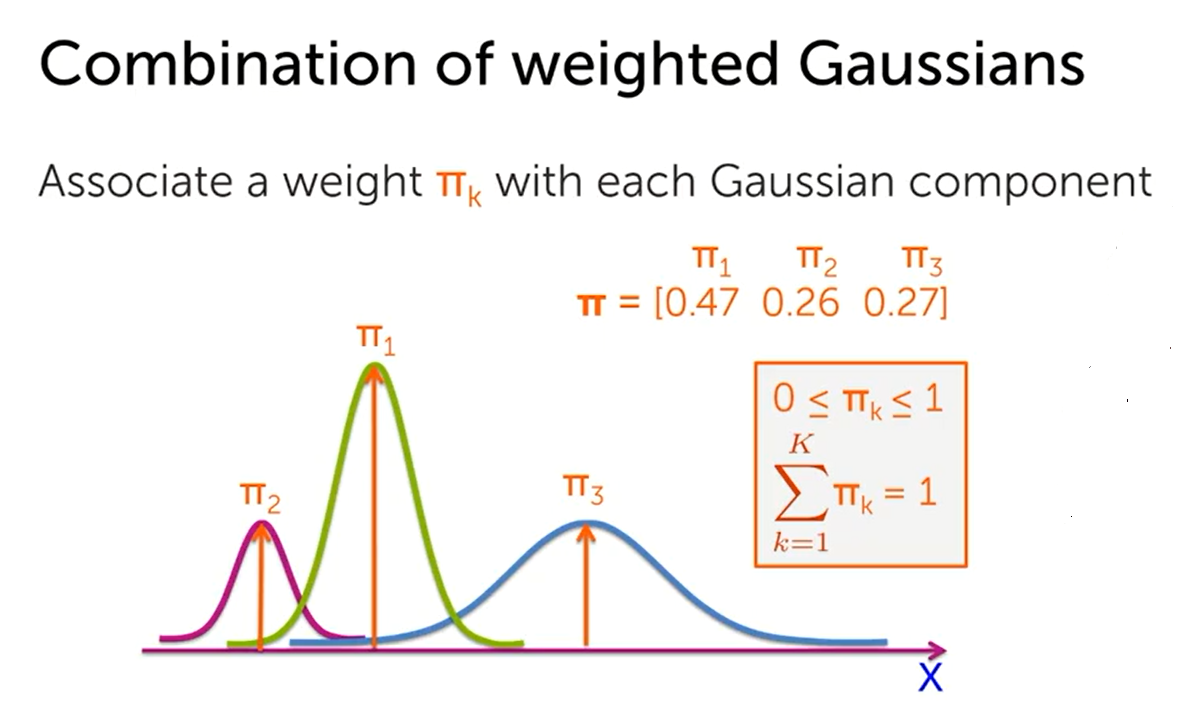 Combination of weighted Gaussians
Associate a weight πk with each Gaussian component
π1 π2 π3
π = [0.47 0.26 0.27]
π1
0 ≤ πk ≤ 1
K
∑ πk = 1
k=1
π2
π3
X